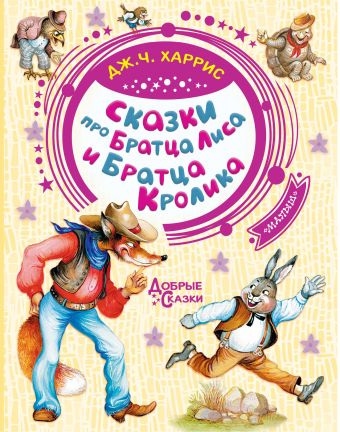 ДЖ. Ч. ХАРРИС
СКАЗКИ
ПРО БРАТЦА ЛИСА
И БРАТЦА
КРОЛИКА
«МАЛЫШ»
ДОБРЫЕ
СКАЗКИ